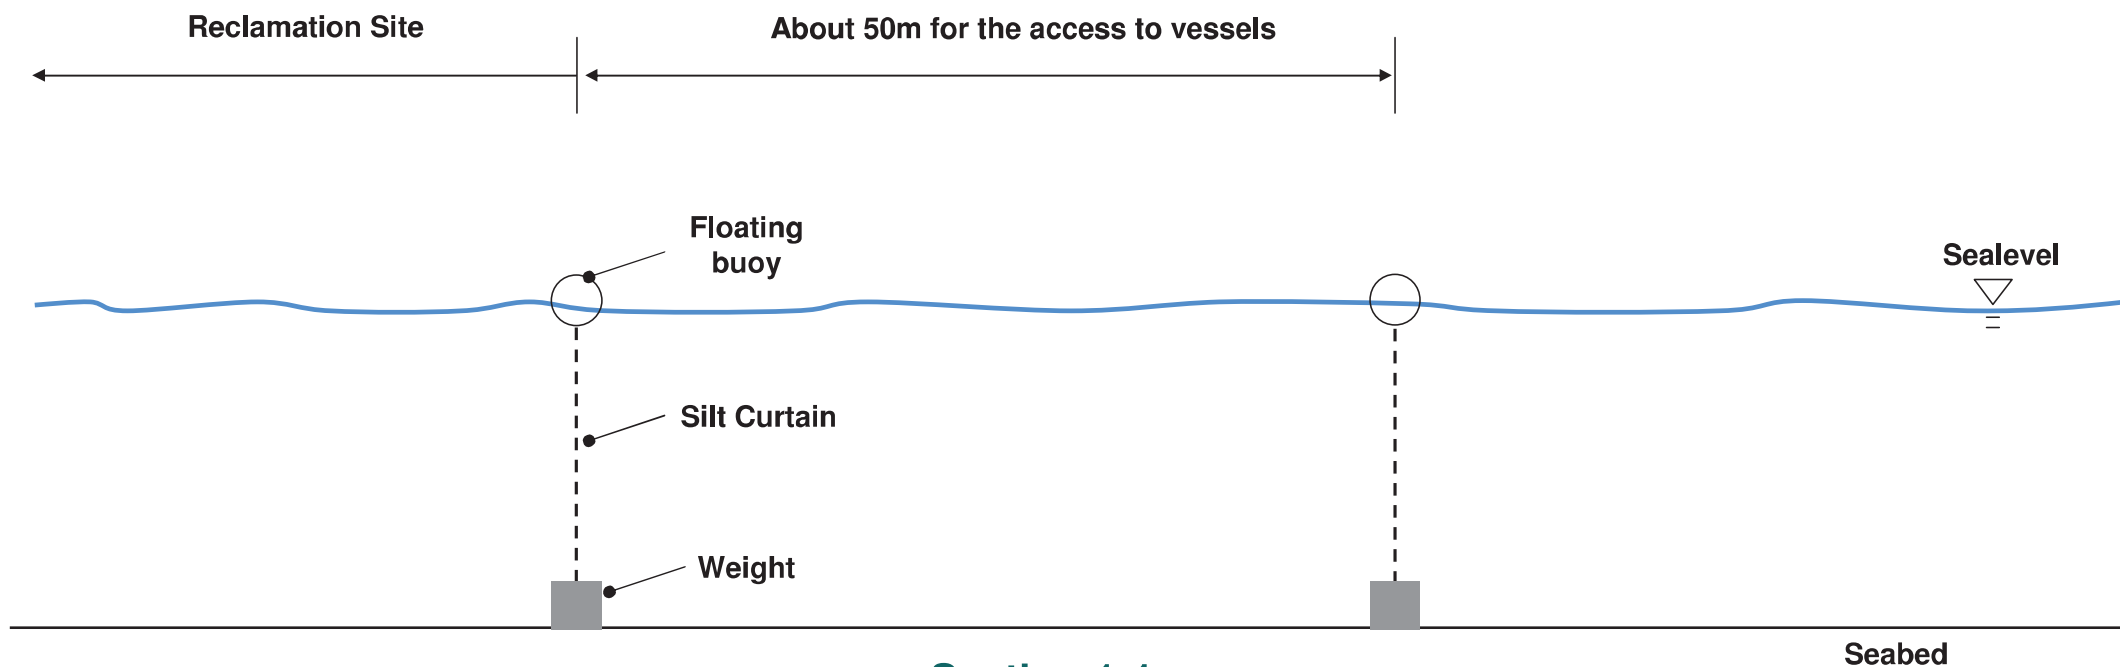 Reclamation Site
About 50m for the access to vessels
Floating
buoy
Sealevel
Silt Curtain
Weight
Seabed